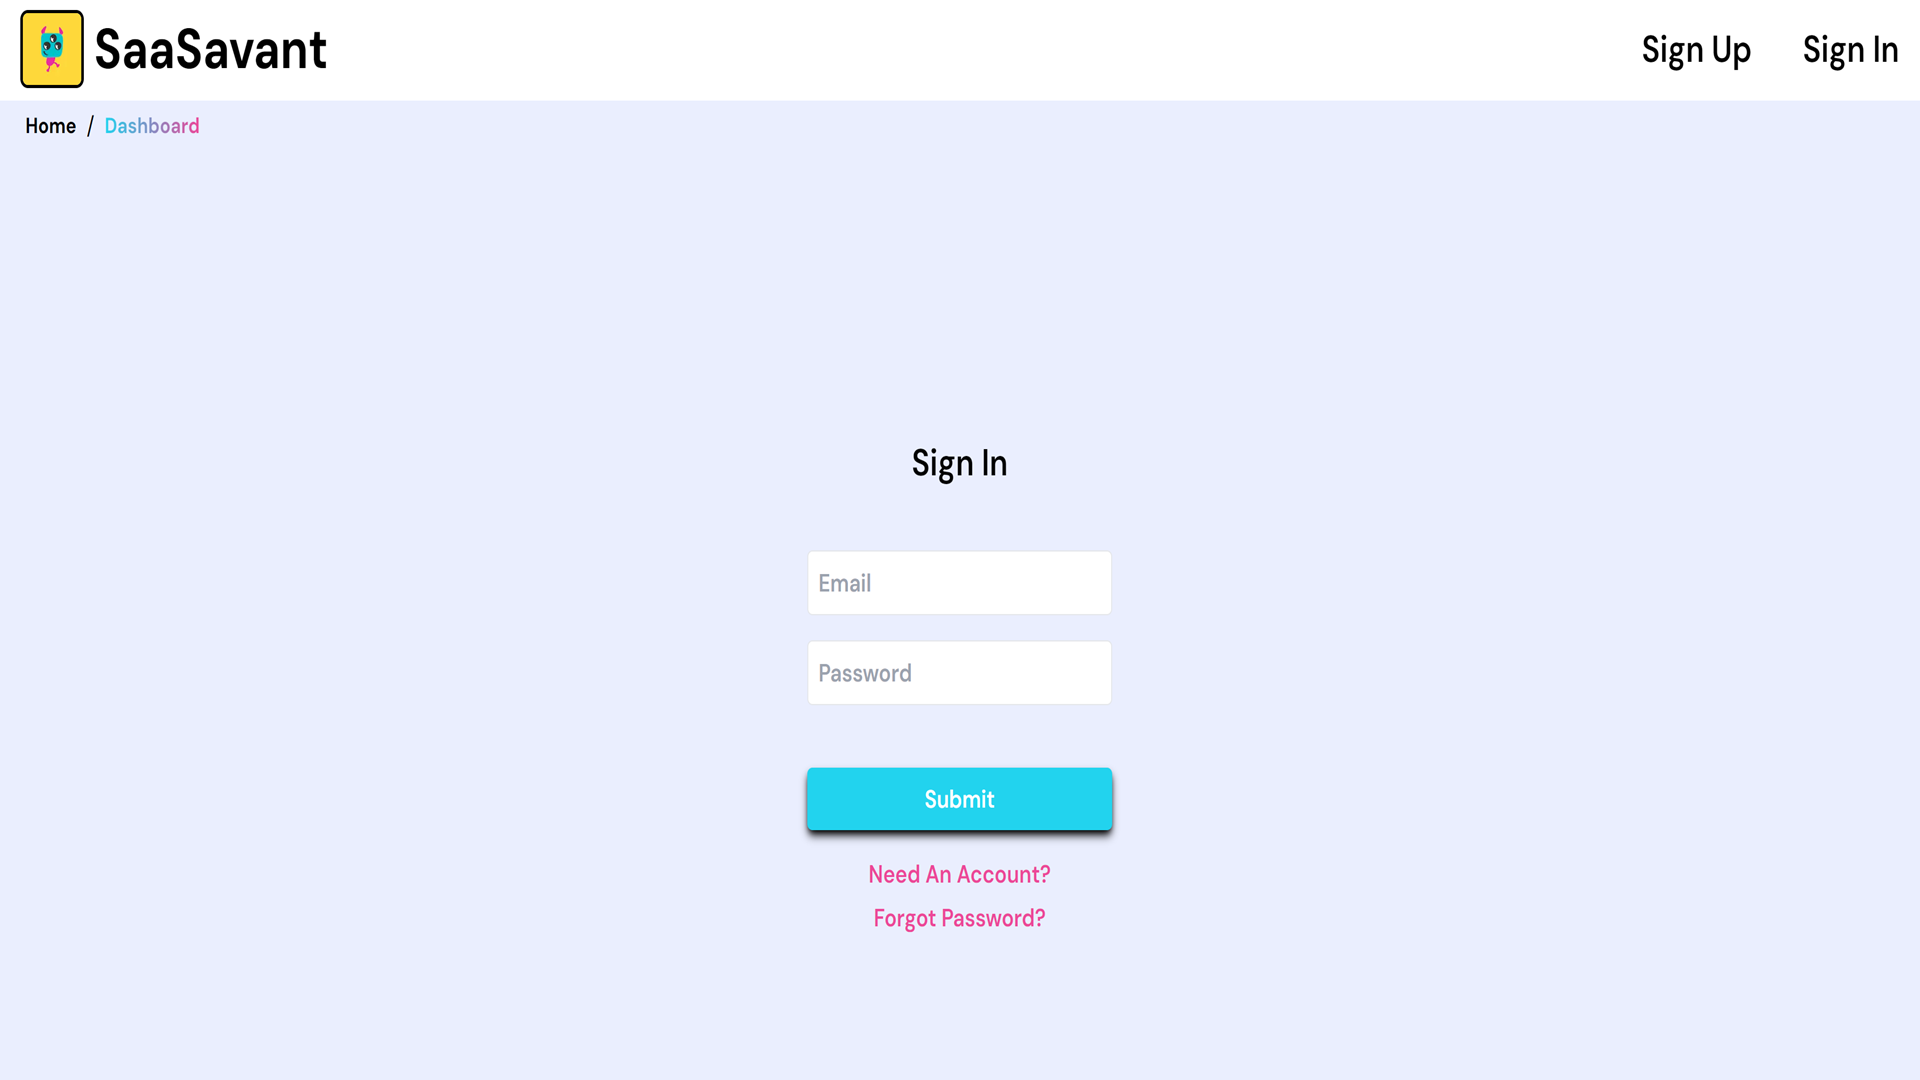 SaaSavant
Sign Up Sign In
Home / Dashboard
Sign In
Email
Password
Submit
Need An Account?
Forgot Password?